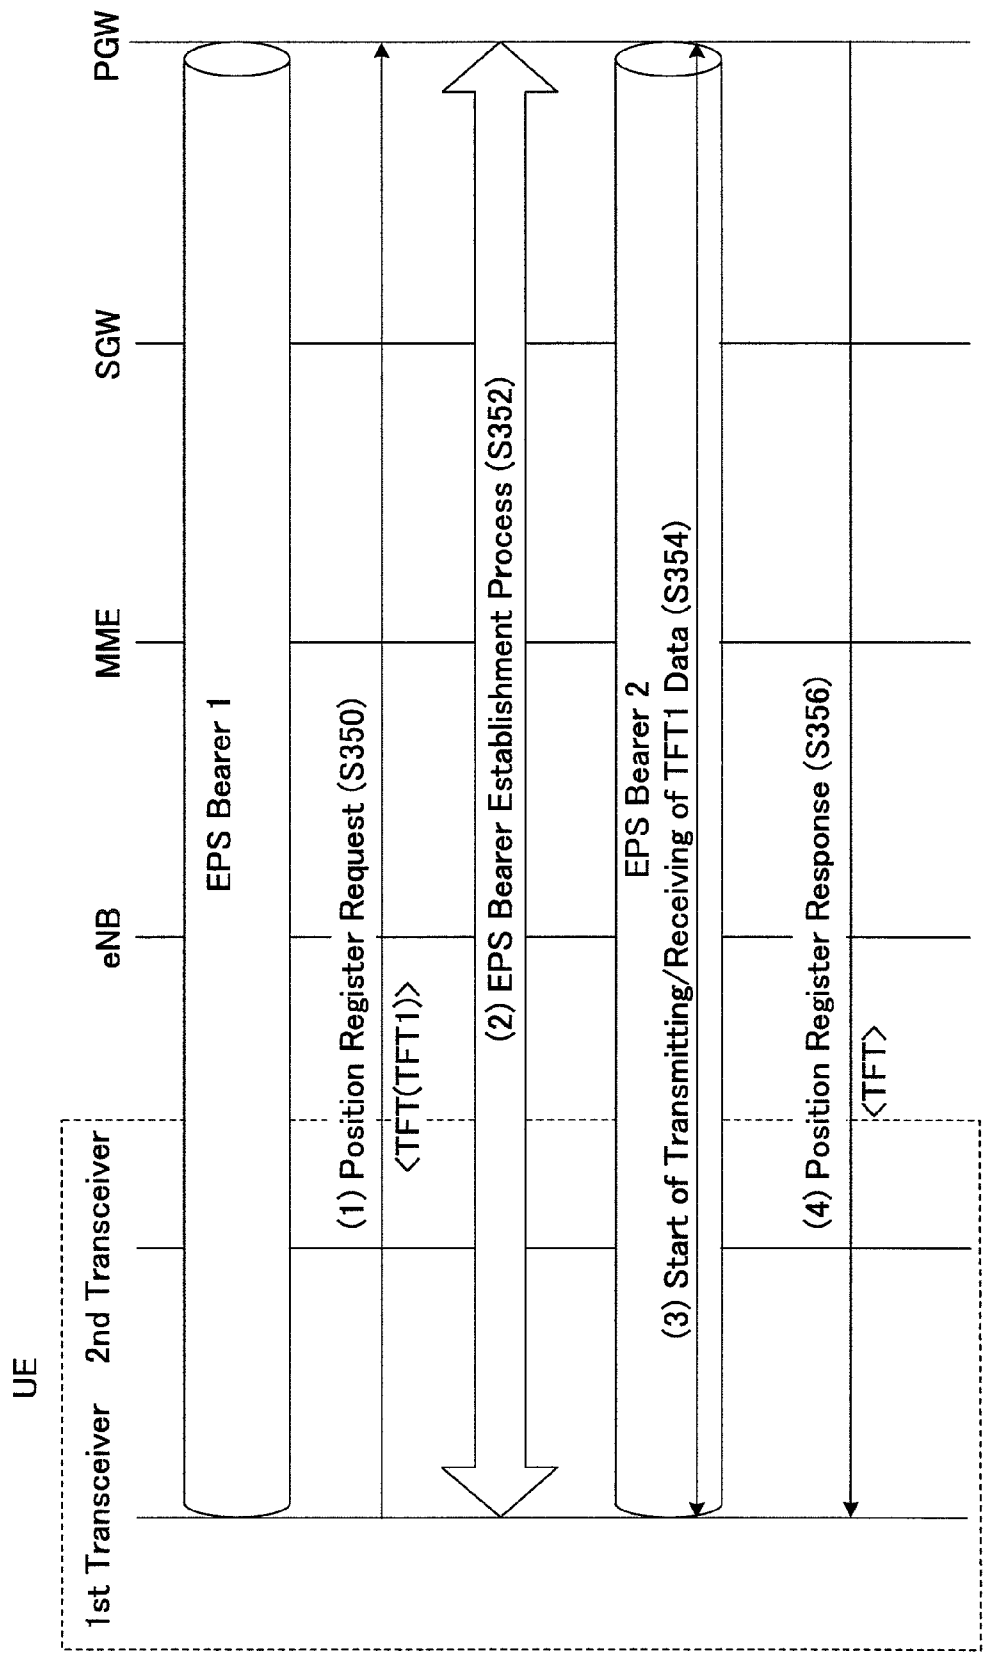 UE
1st Transceiver
2nd Transceiver
eNB
MME
SGW
PGW
EPS Bearer 1
(1) Position Register Request (S350)
<TFT(TFT1)>
(2) EPS Bearer Establishment Process (S352)
EPS Bearer 2
(3) Start of Transmitting/Receiving of TFT1 Data (S354)
(4) Position Register Response (S356)
<TFT>